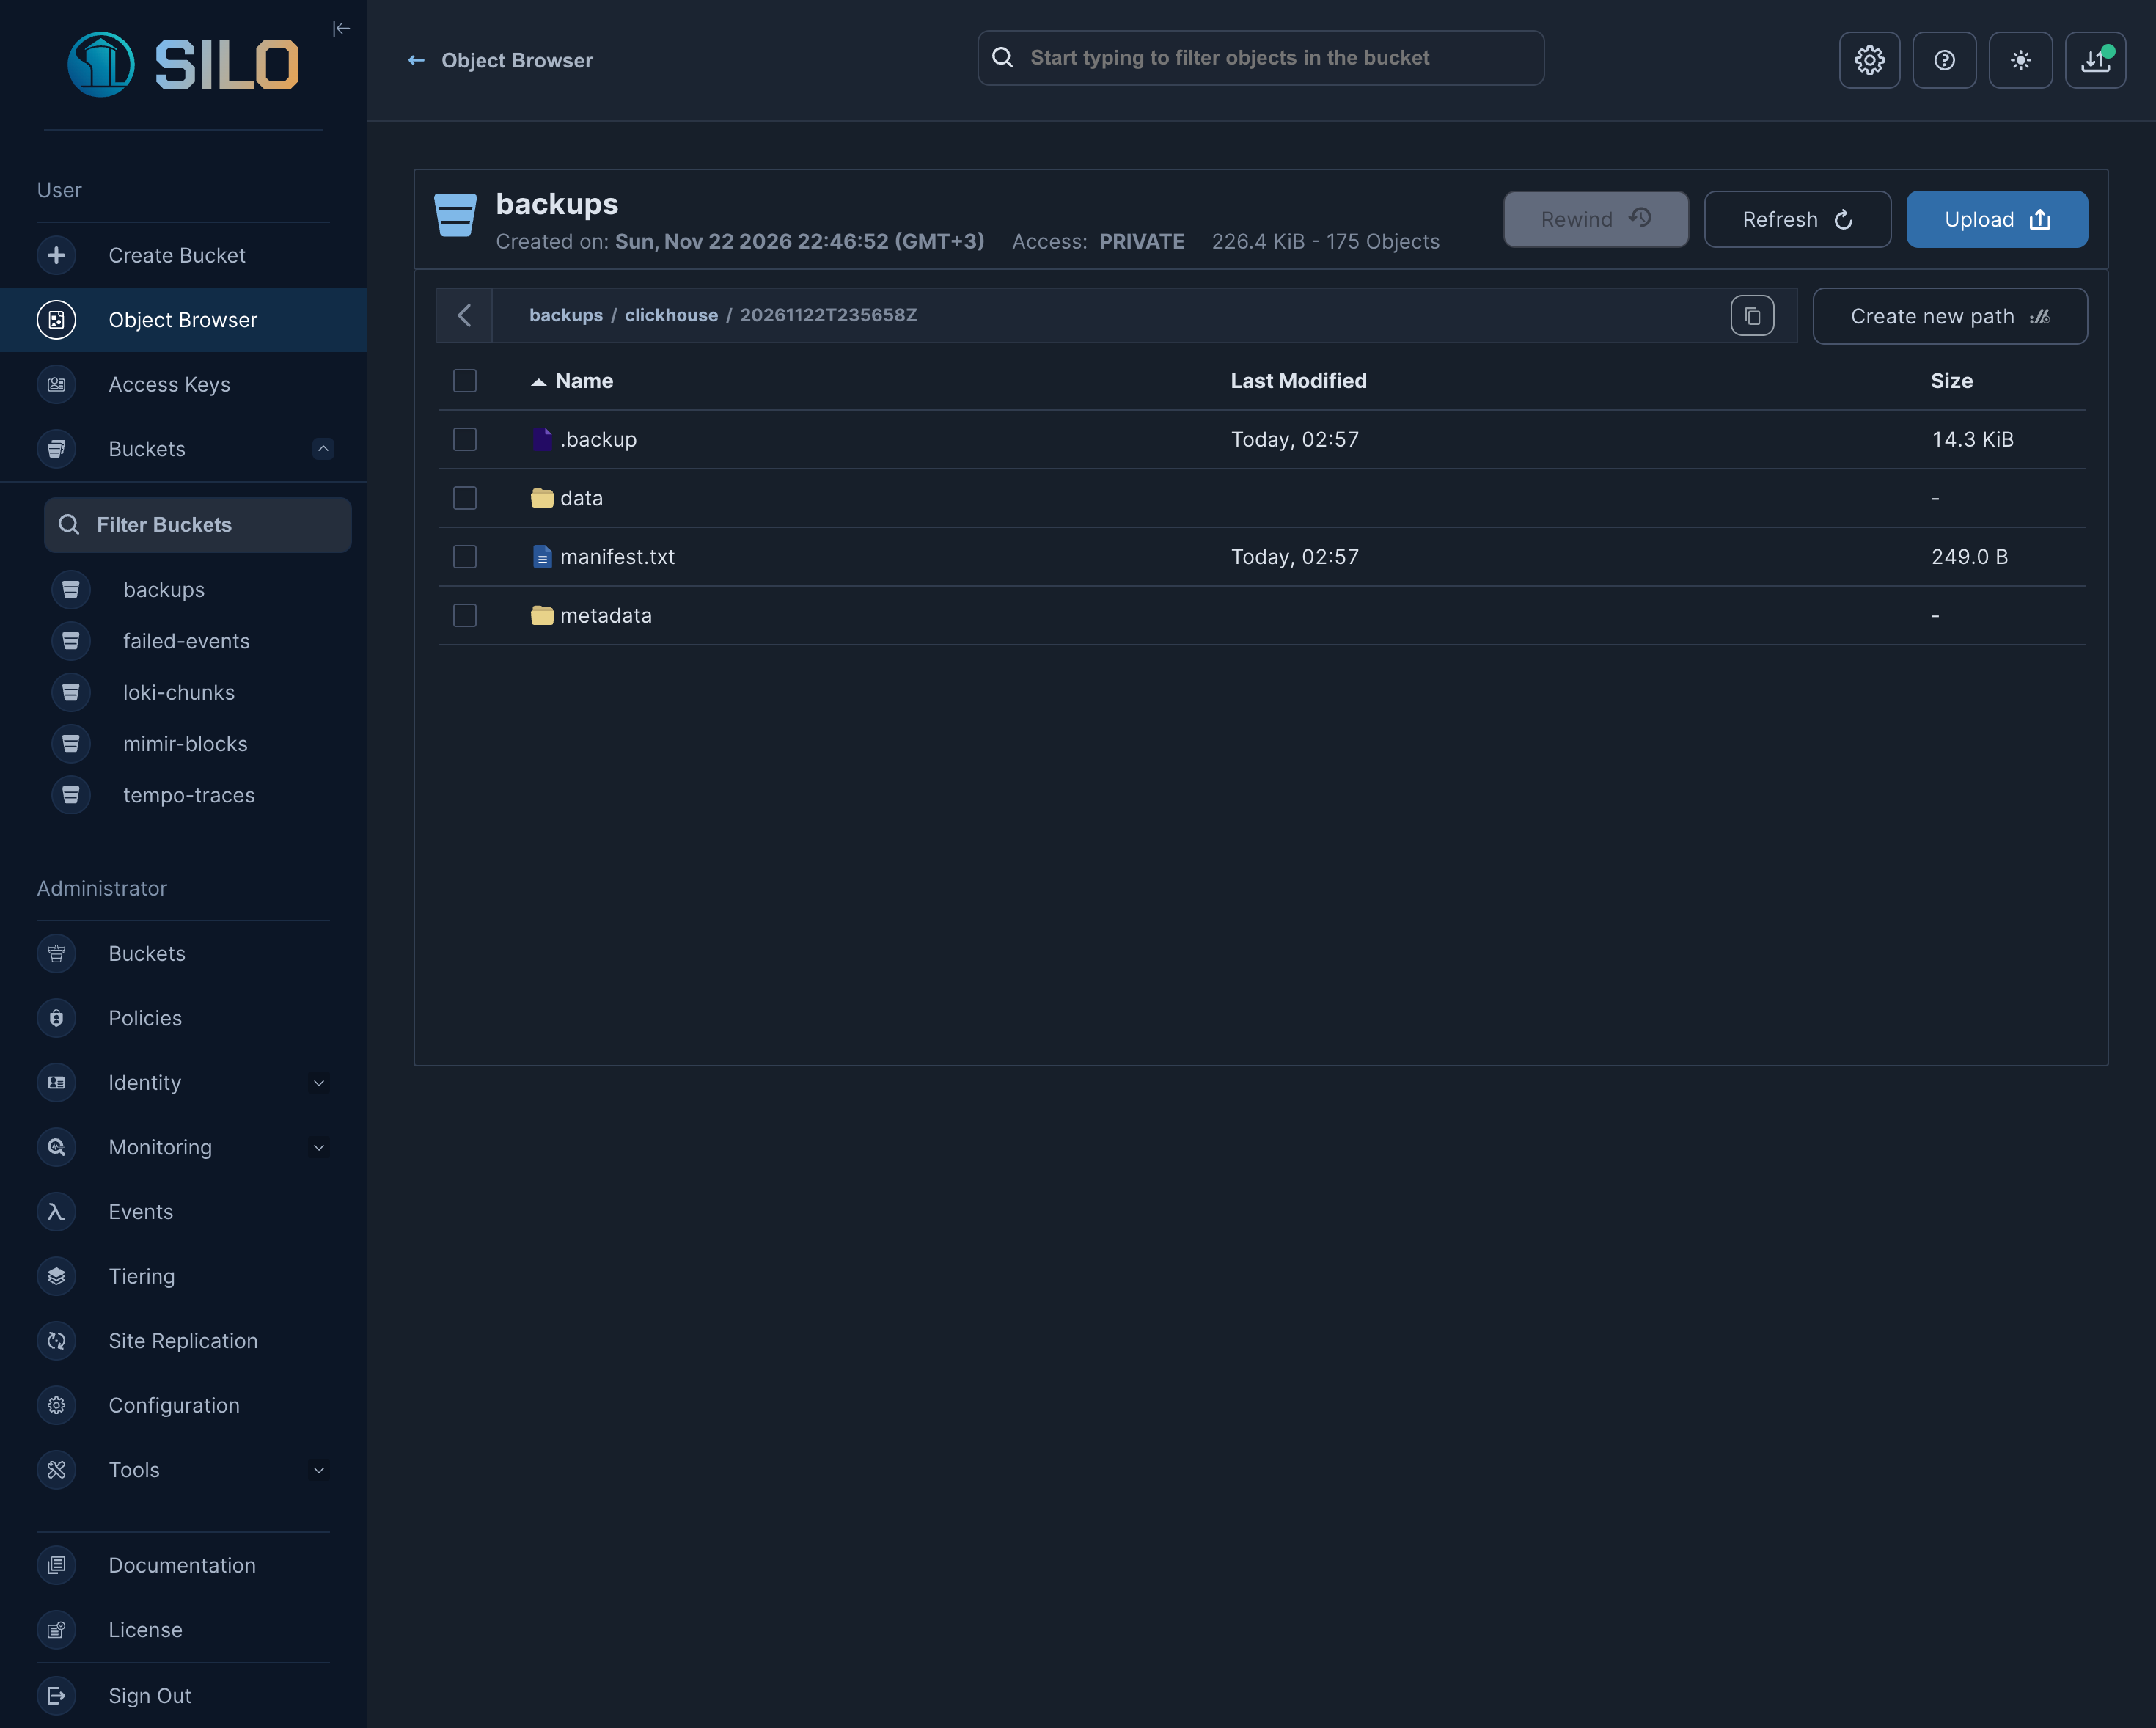 SILO
User
Create Bucket
Object Browser
Access Keys
Buckets
Filter Buckets
backups
failed-events
loki-chunks
mimir-blocks
tempo-traces
Administrator
Buckets
Policies
Identity
Monitoring
Events
Tiering
Site Replication
Configuration
Tools
Documentation
License
Sign Out
Object Browser
Start typing to filter objects in the bucket
backups
Created on: Sun, Nov 22 2026 22:46:52 (GMT+3) Access: PRIVATE 226.4 KiB - 175 Objects
Rewind
Refresh
Upload
backups / clickhouse / 20261122T235658Z
Create new path
Name Last Modified Size
.backup Today, 02:57 14.3 KiB
data -
manifest.txt Today, 02:57 249.0 B
metadata -